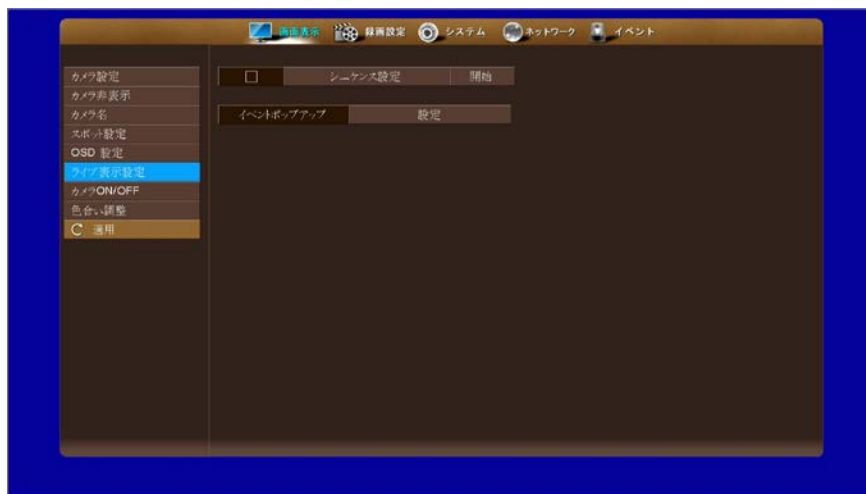 画面表示 録画設定 システム ネットワーク イベント
カメラ設定
カメラ非表示
カメラ名
スポット設定
OSD 設定
ライブ表示設定
カメラON/OFF
色合い調整
適用
シーケンス設定 開始
イベントポップアップ 設定